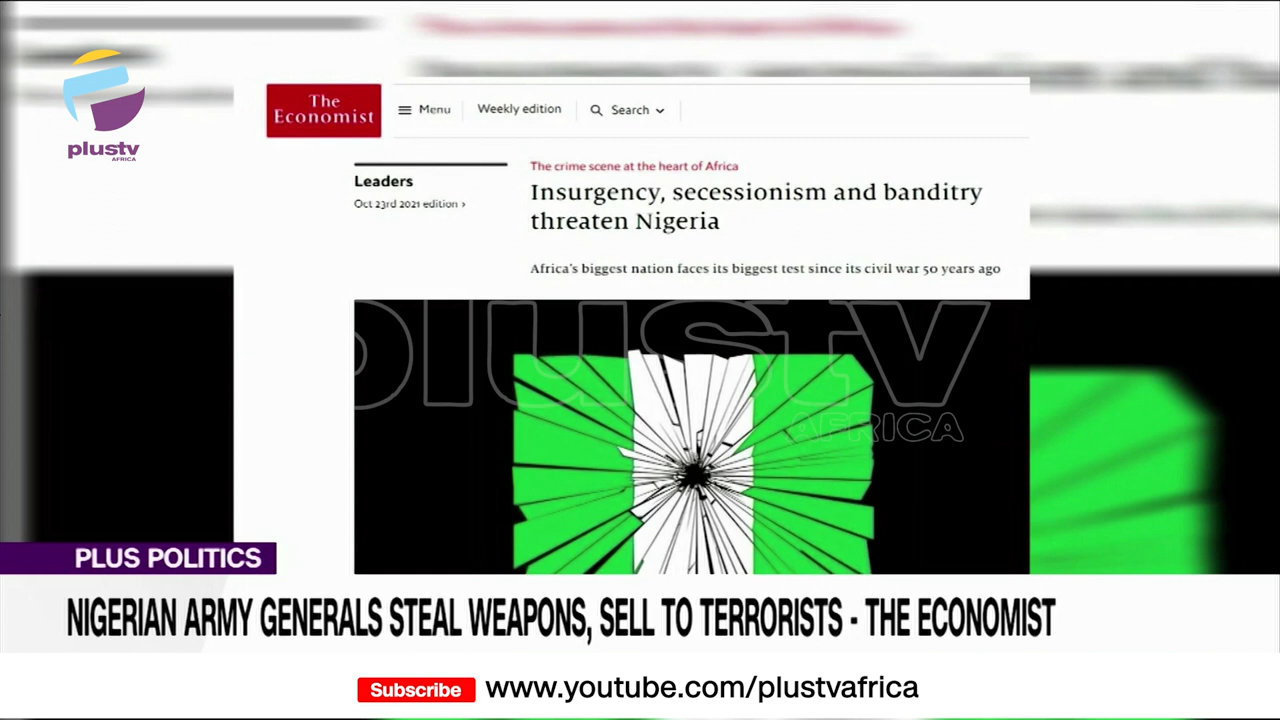 plustv
AFRICA
The
Economist
Menu
Weekly edition
Search
Leaders
Oct 23rd 2021 edition ›
The crime scene at the heart of Africa
Insurgency, secessionism and banditry
threaten Nigeria
Africa's biggest nation faces its biggest test since its civil war 50 years ago
plustv
AFRICA
PLUS POLITICS
NIGERIAN ARMY GENERALS STEAL WEAPONS, SELL TO TERRORISTS - THE ECONOMIST
Subscribe www.youtube.com/plustvafrica